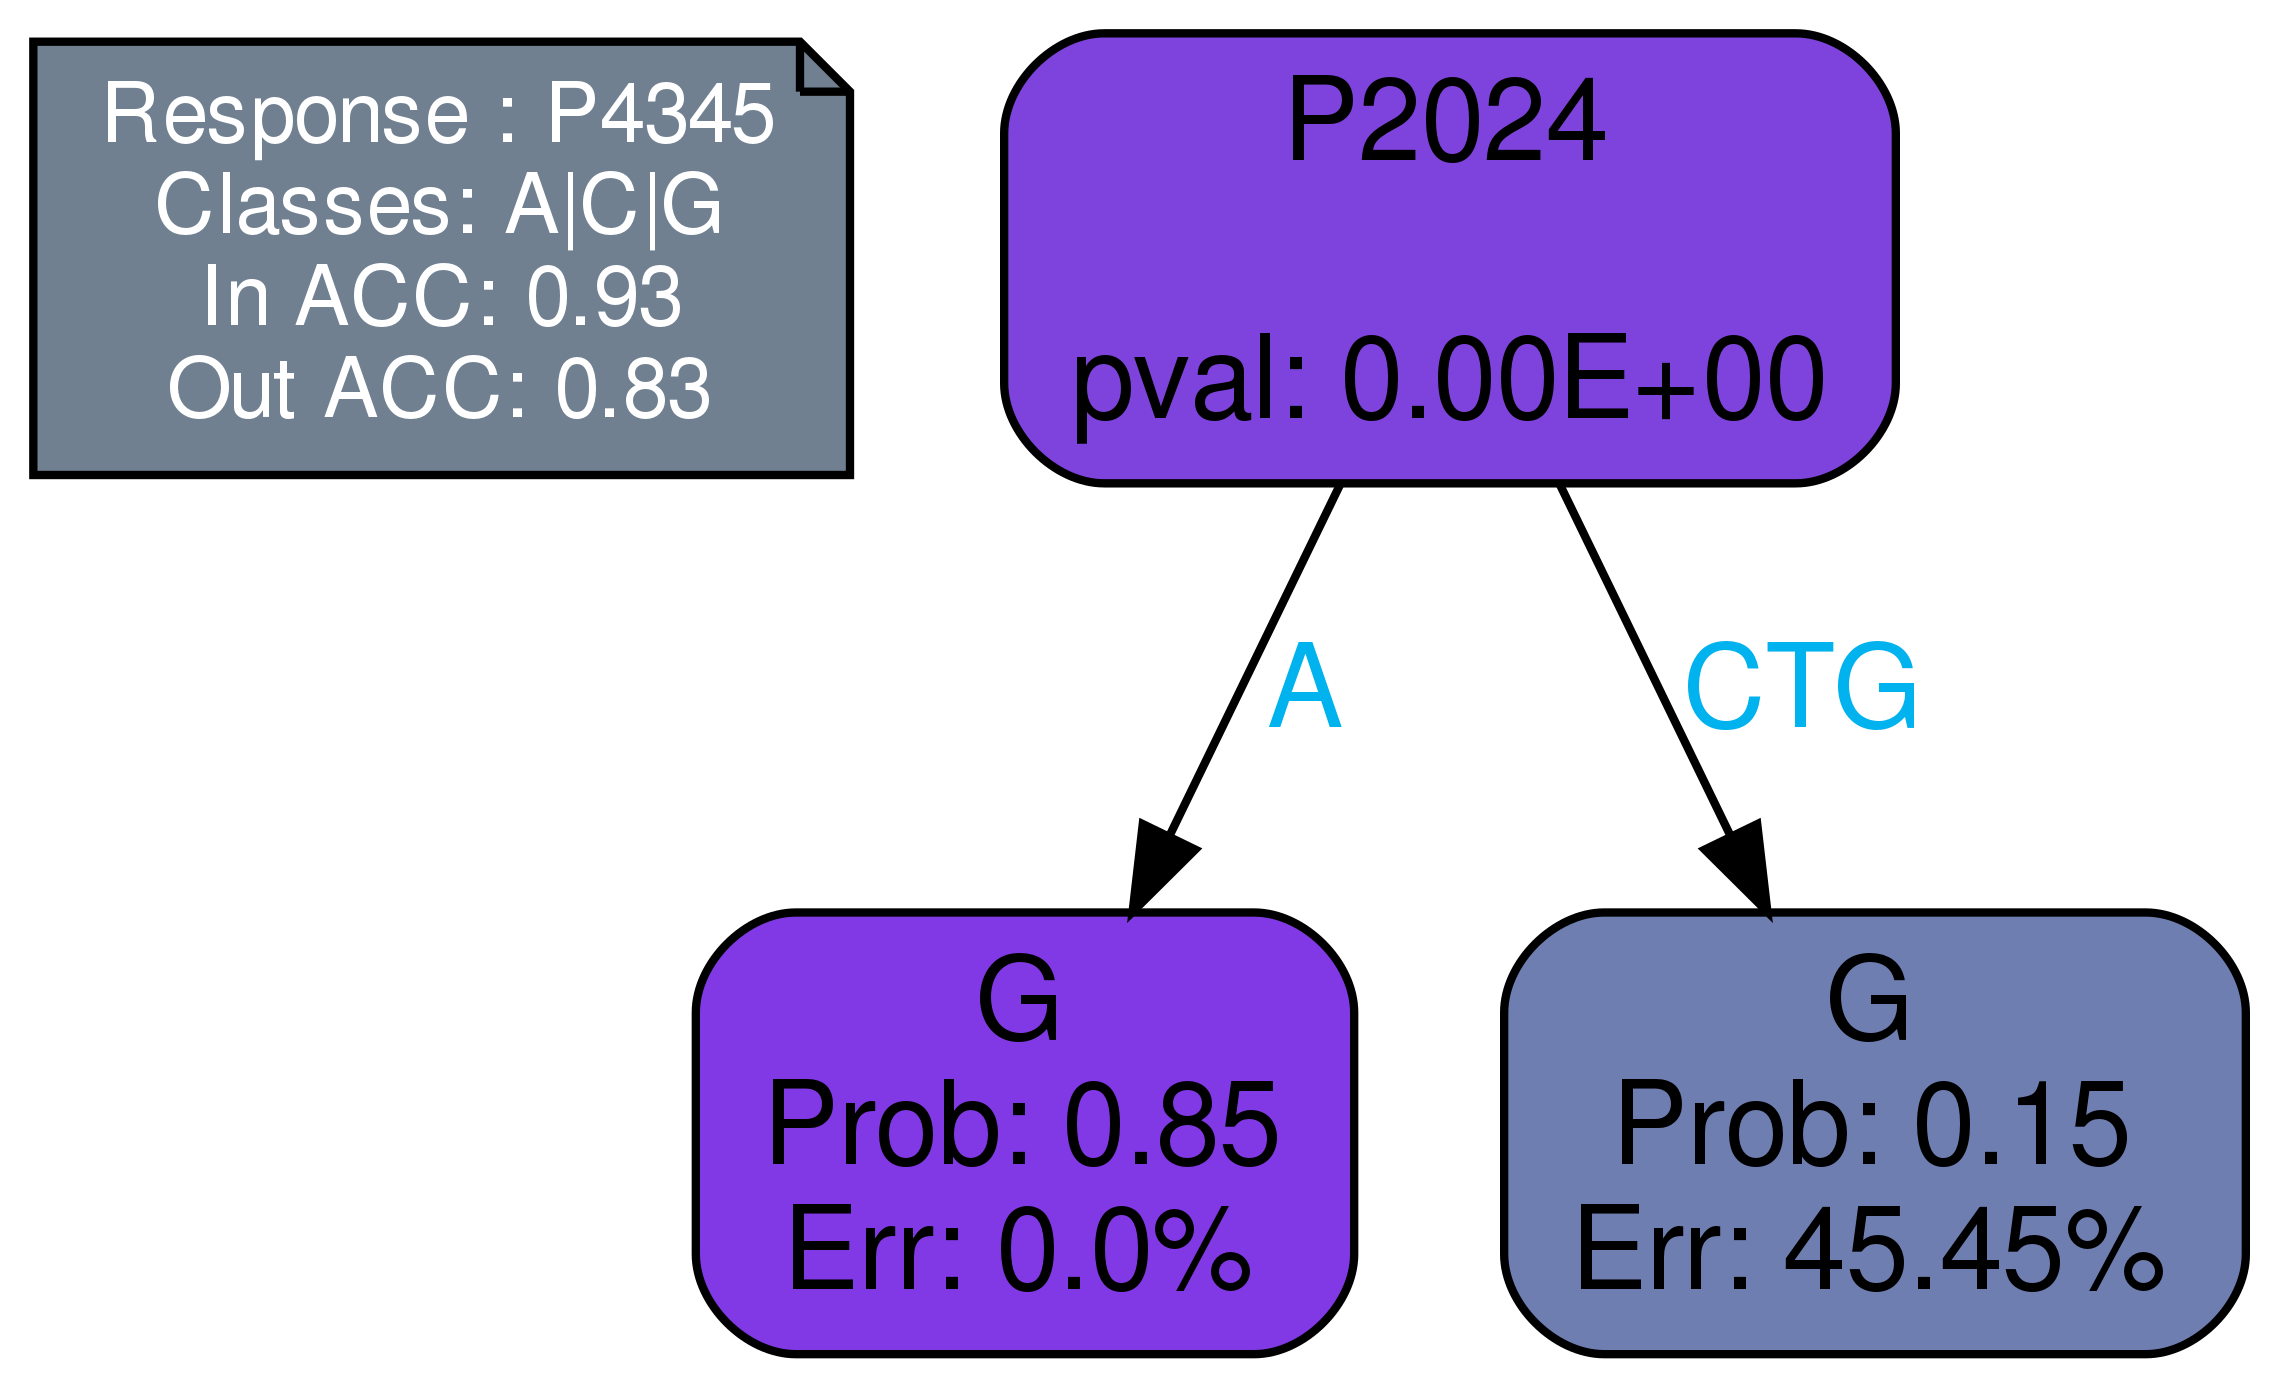 Response : P4345
Classes: A|C|G
In ACC: 0.93
Out ACC: 0.83
P2024
pval: 0.00E+00
A
CTG
G
Prob: 0.85
Err: 0.0%
G
Prob: 0.15
Err: 45.45%